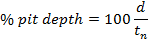 % pit depth = 100 d/tₙ